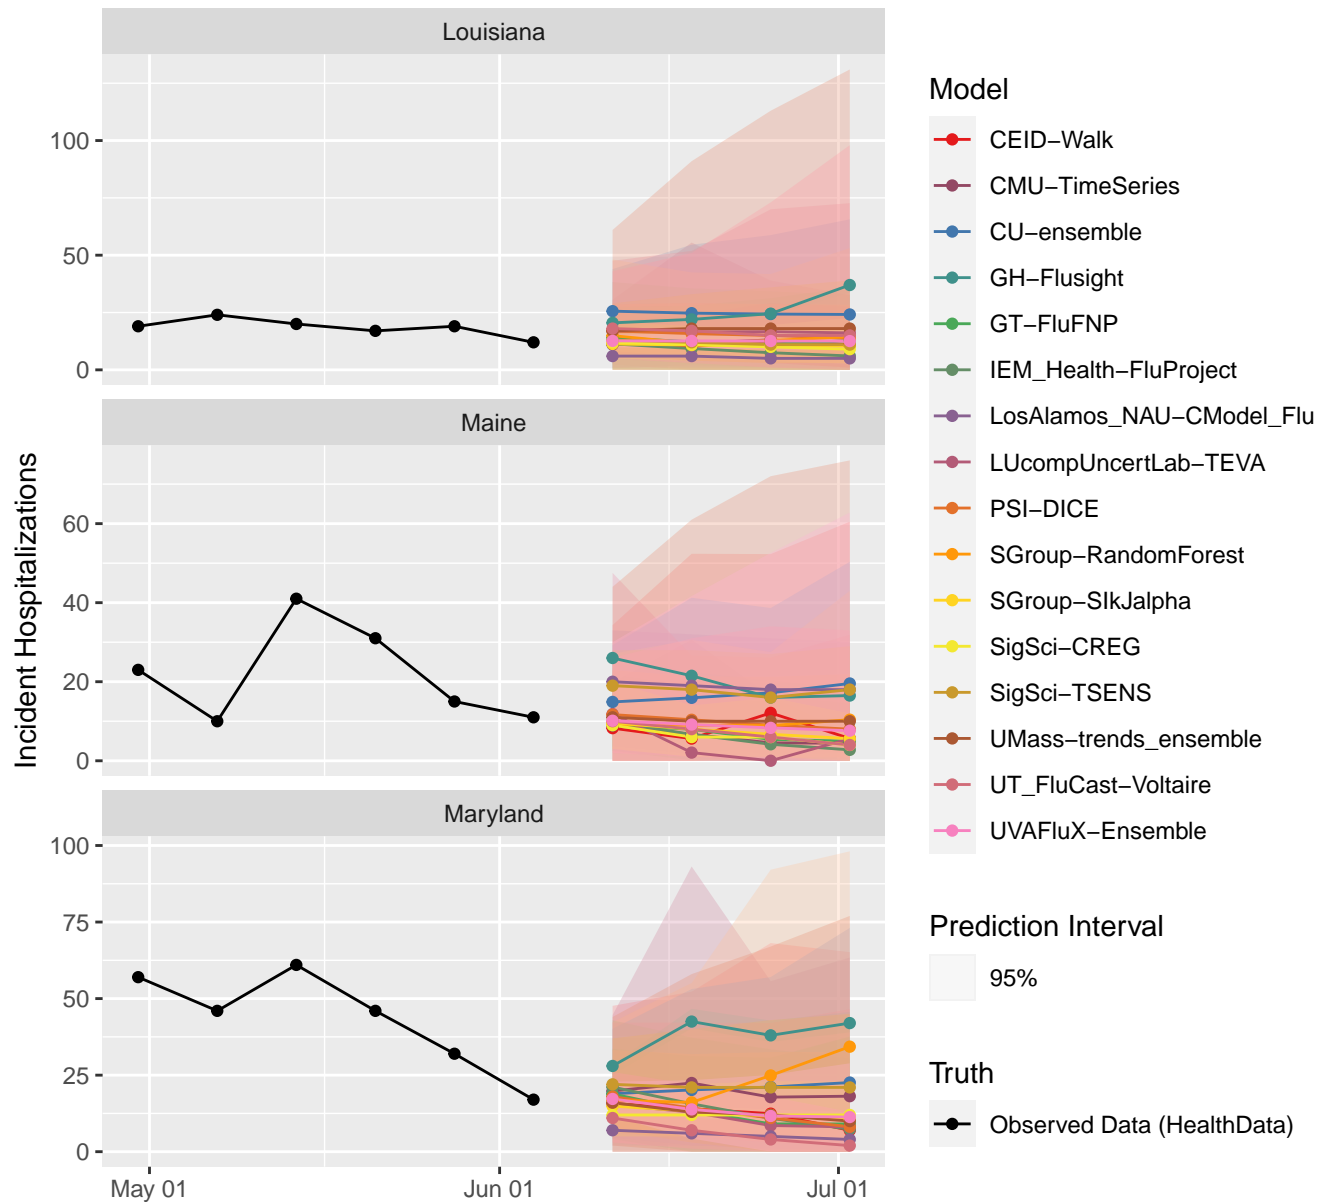 Louisiana
100
50
0
Maine
60
40
20
0
Maryland
100
75
50
25
0
May 01
Jun 01
Jul 01
Incident Hospitalizations
Model
CEID−Walk
CMU−TimeSeries
CU−ensemble
GH−Flusight
GT−FluFNP
IEM_Health−FluProject
LosAlamos_NAU−CModel_Flu
LUcompUncertLab−TEVA
PSI−DICE
SGroup−RandomForest
SGroup−SIkJalpha
SigSci−CREG
SigSci−TSENS
UMass−trends_ensemble
UT_FluCast−Voltaire
UVAFluX−Ensemble
Prediction Interval
95%
Truth
Observed Data (HealthData)